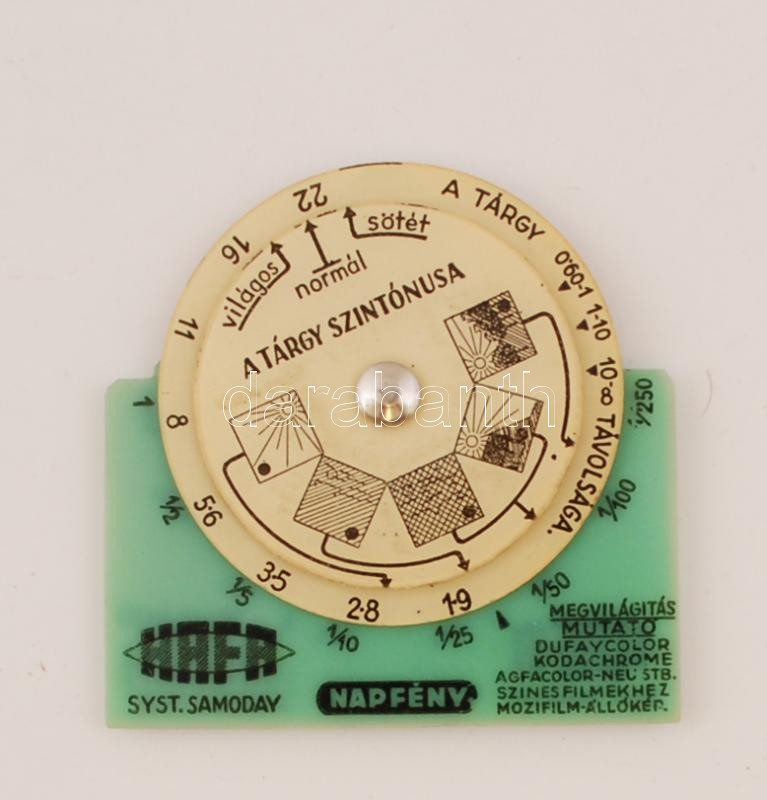 A TÁRGY
0.60-1
1-10
10-∞
TÁVOLSÁGA.
22
16
11
8
5·6
3·5
2·8
1·9
sötét
normál
világos
A TÁRGY SZINTÓNUSA
darabanth
1
1/2
1/5
1/10
1/25
1/50
1/100
1/250
HAFA
SYST. SAMODAY
NAPFÉNY
MEGVILÁGITÁS
MUTATÓ
DUFAYCOLOR
KODACHROME
AGFACOLOR-NEU STB.
SZINES FILMEKHEZ
MOZIFILM-ÁLLÓKÉP.